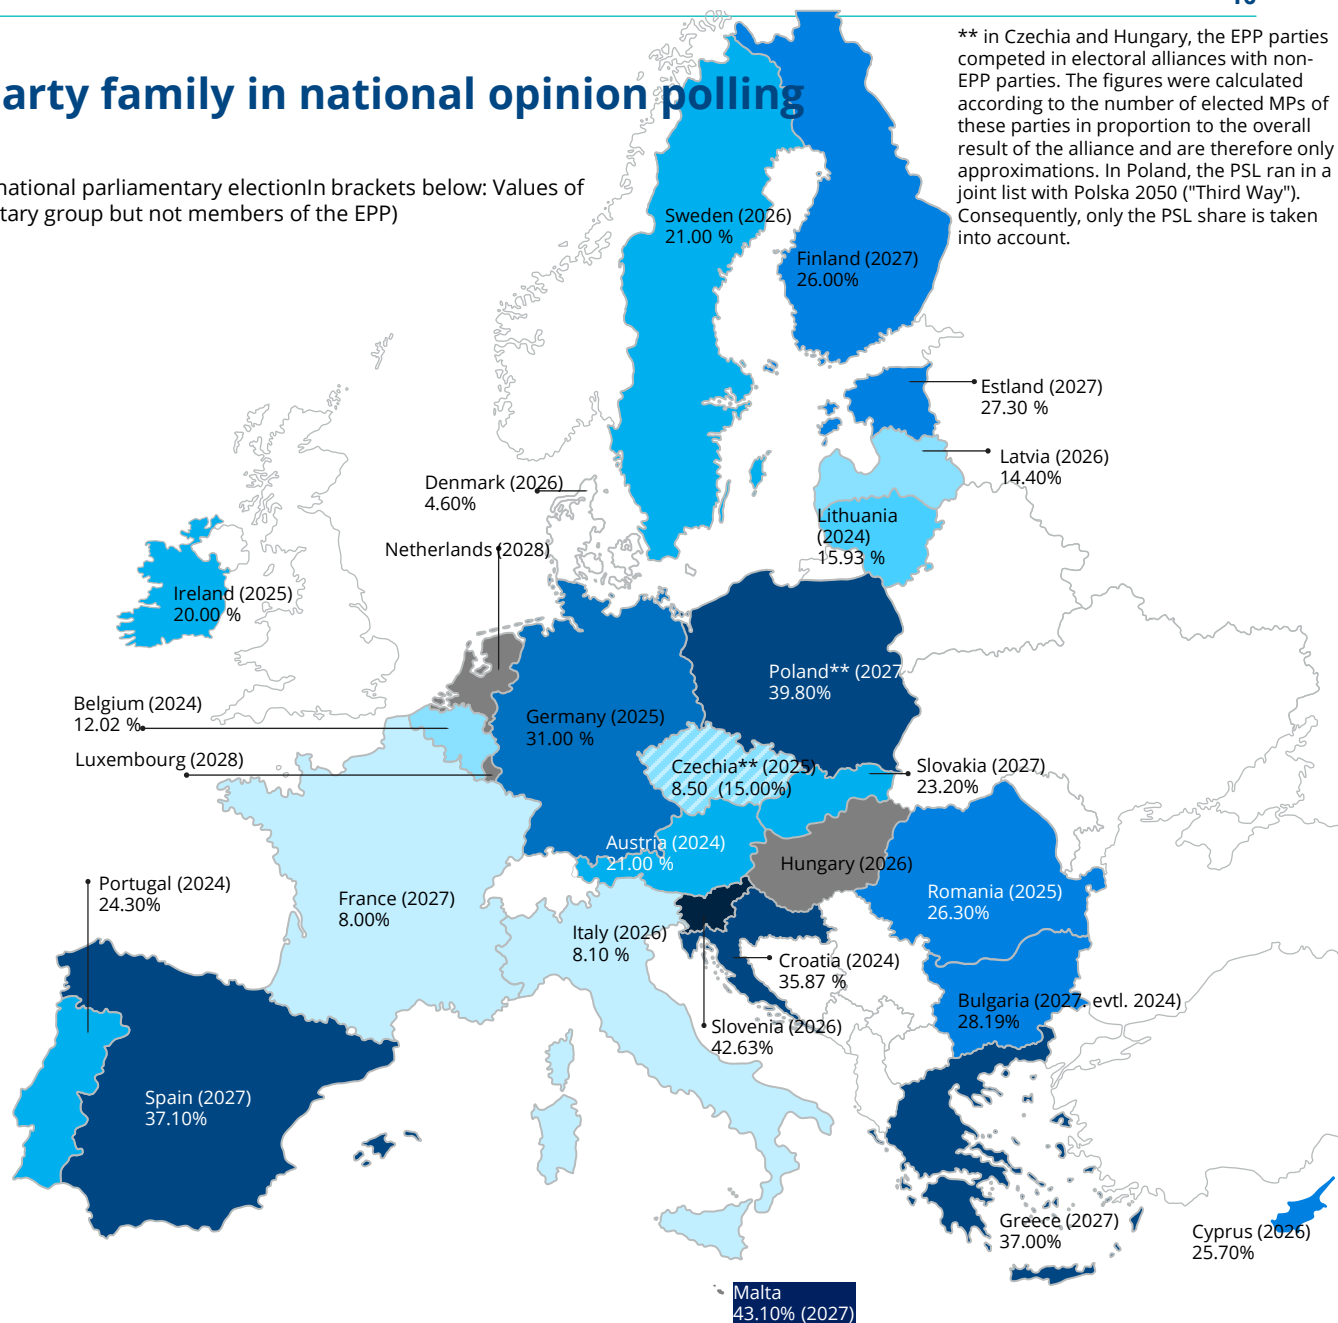 arty family in national opinion polling
national parliamentary electionIn brackets below: Values of
tary group but not members of the EPP)
** in Czechia and Hungary, the EPP parties
competed in electoral alliances with non-
EPP parties. The figures were calculated
according to the number of elected MPs of
these parties in proportion to the overall
result of the alliance and are therefore only
approximations. In Poland, the PSL ran in a
joint list with Polska 2050 ("Third Way").
Consequently, only the PSL share is taken
into account.
Sweden (2026)
21.00 %
Finland (2027)
26.00%
Estland (2027)
27.30 %
Latvia (2026)
14.40%
Denmark (2026)
4.60%
Lithuania
(2024)
15.93 %
Netherlands (2028)
Ireland (2025)
20.00 %
Poland** (2027
39.80%
Belgium (2024)
12.02 %
Germany (2025)
31.00 %
Luxembourg (2028)
Czechia** (2025)
8.50 (15.00%)
Slovakia (2027)
23.20%
Austria (2024)
21.00 %
Hungary (2026)
Portugal (2024)
24.30%
France (2027)
8.00%
Romania (2025)
26.30%
Italy (2026)
8.10 %
Croatia (2024)
35.87 %
Bulgaria (2027. evtl. 2024)
28.19%
Slovenia (2026)
42.63%
Spain (2027)
37.10%
Greece (2027)
37.00%
Cyprus (2026)
25.70%
Malta
43.10% (2027)